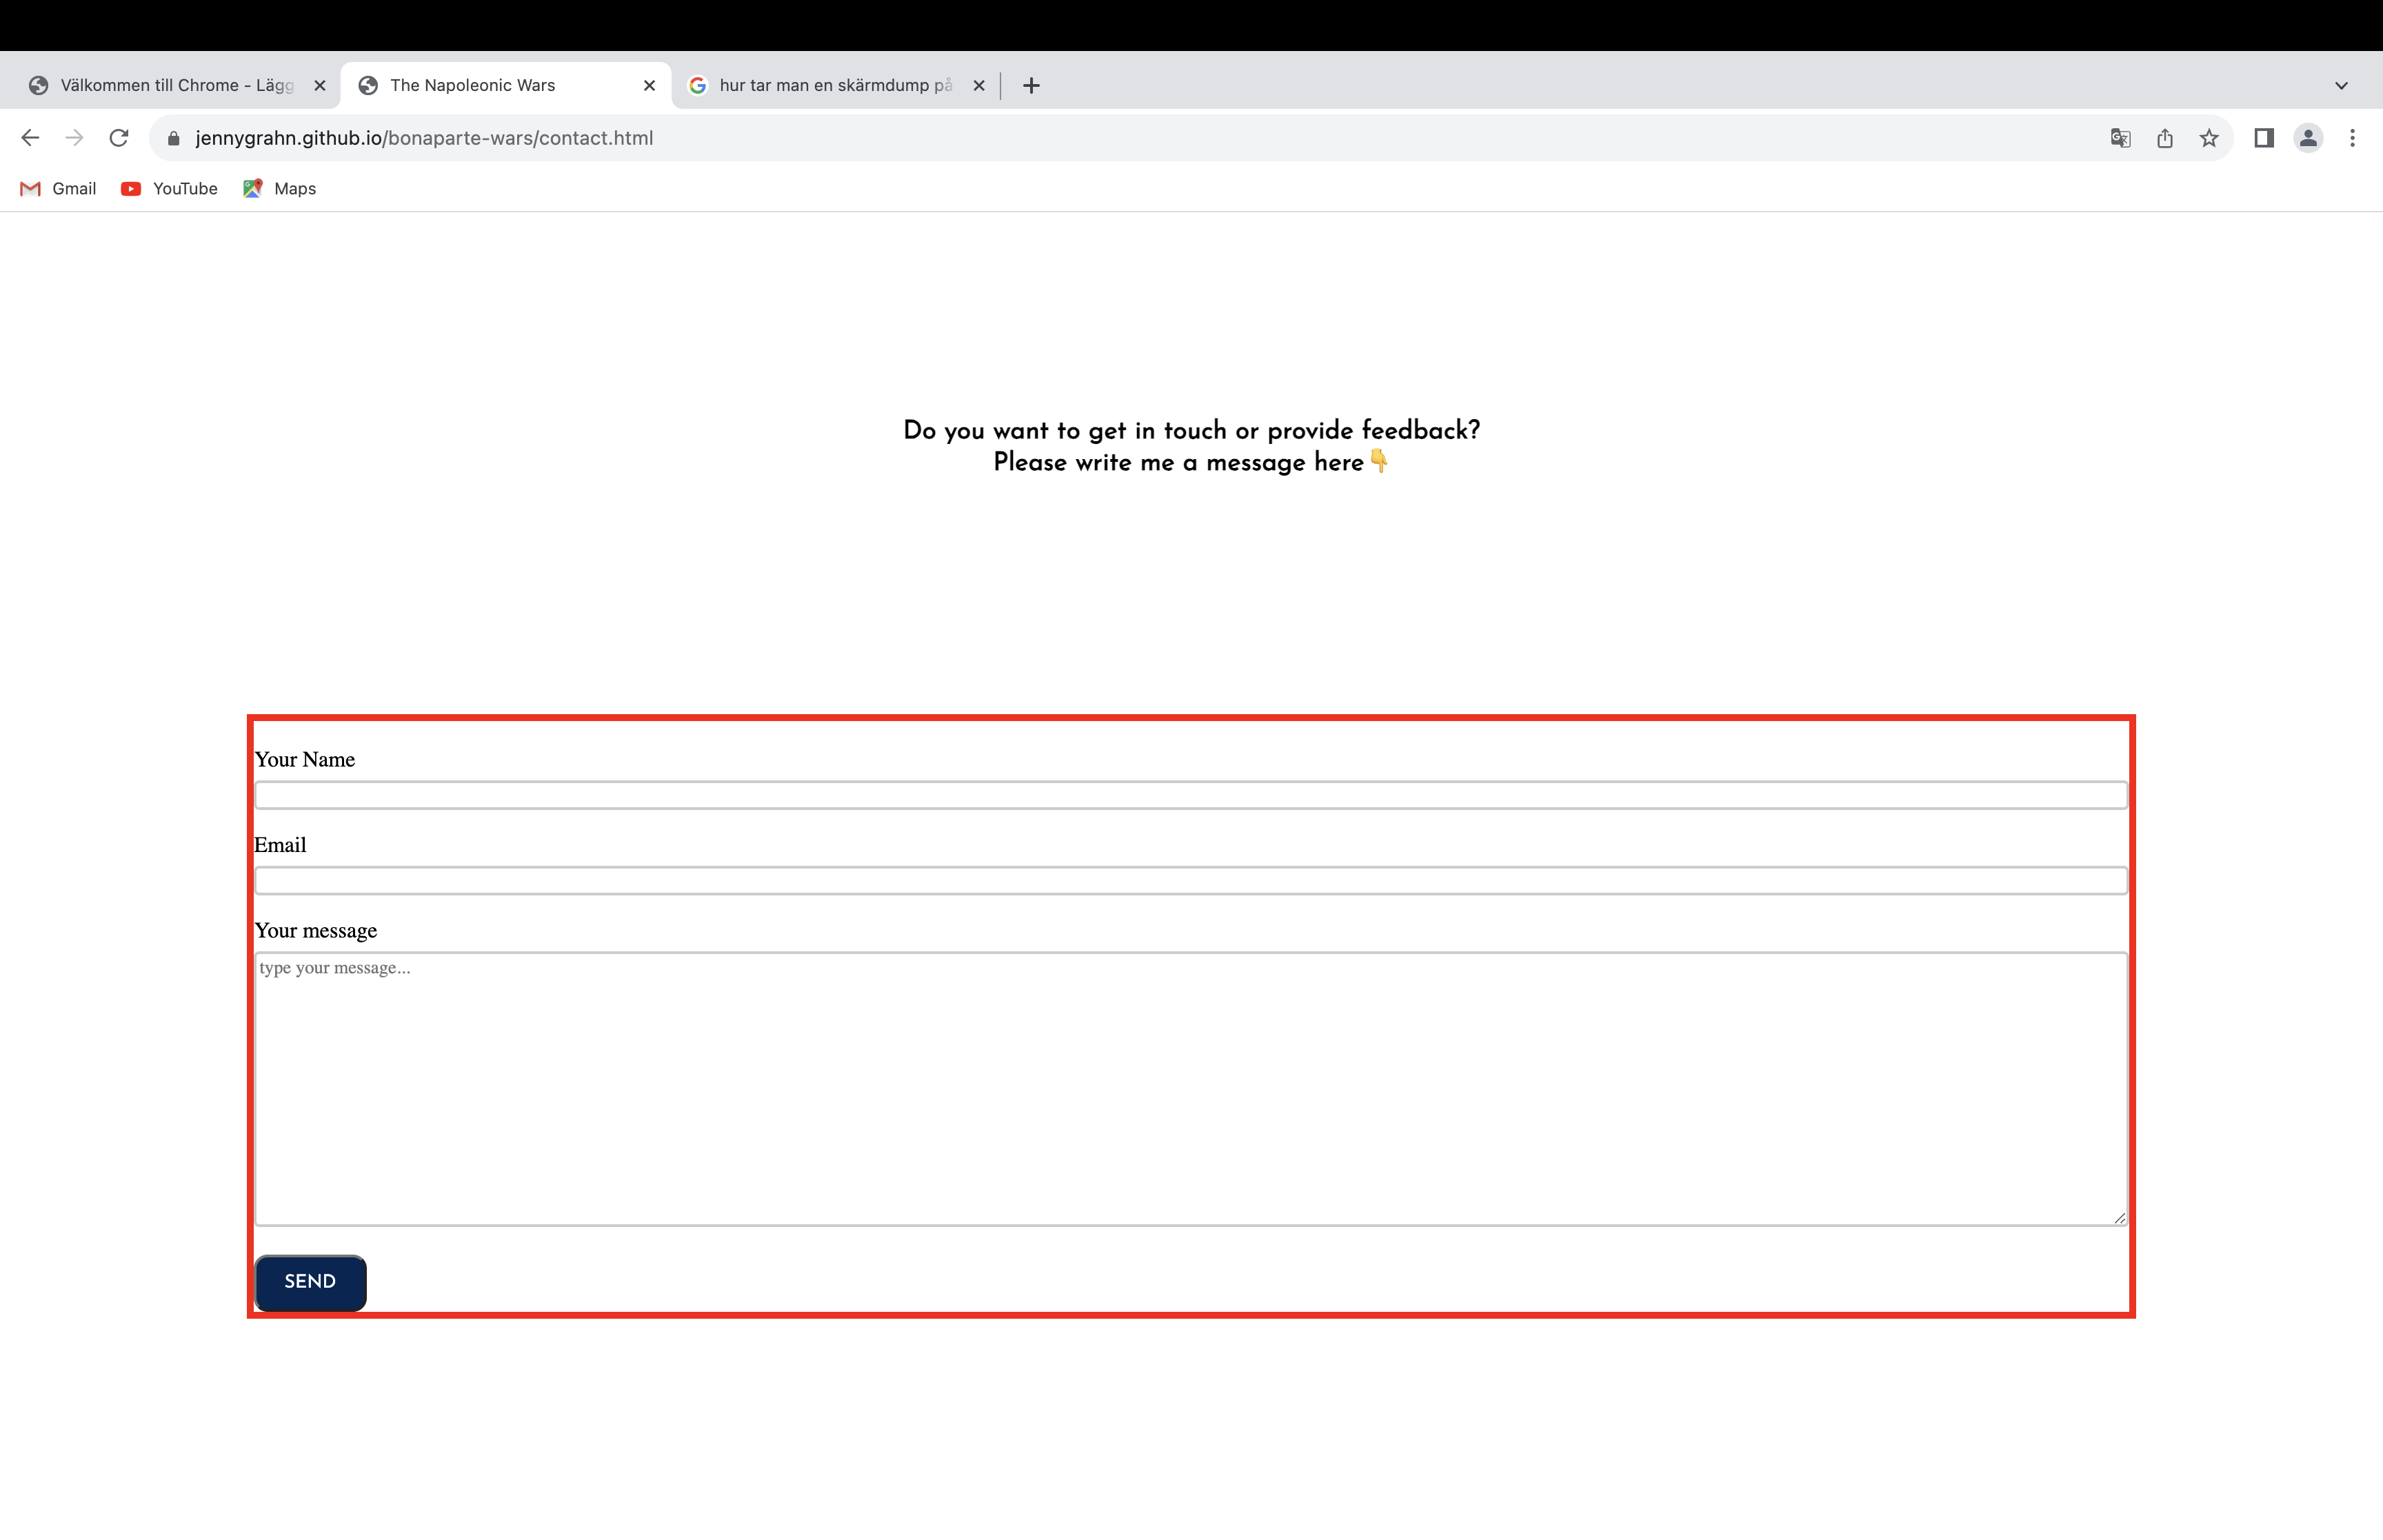 Välkommen till Chrome - Lägg
The Napoleonic Wars
hur tar man en skärmdump på
jennygrahn.github.io/bonaparte-wars/contact.html
Gmail
YouTube
Maps
Do you want to get in touch or provide feedback?
Please write me a message here👇
Your Name
Email
Your message
type your message...
SEND